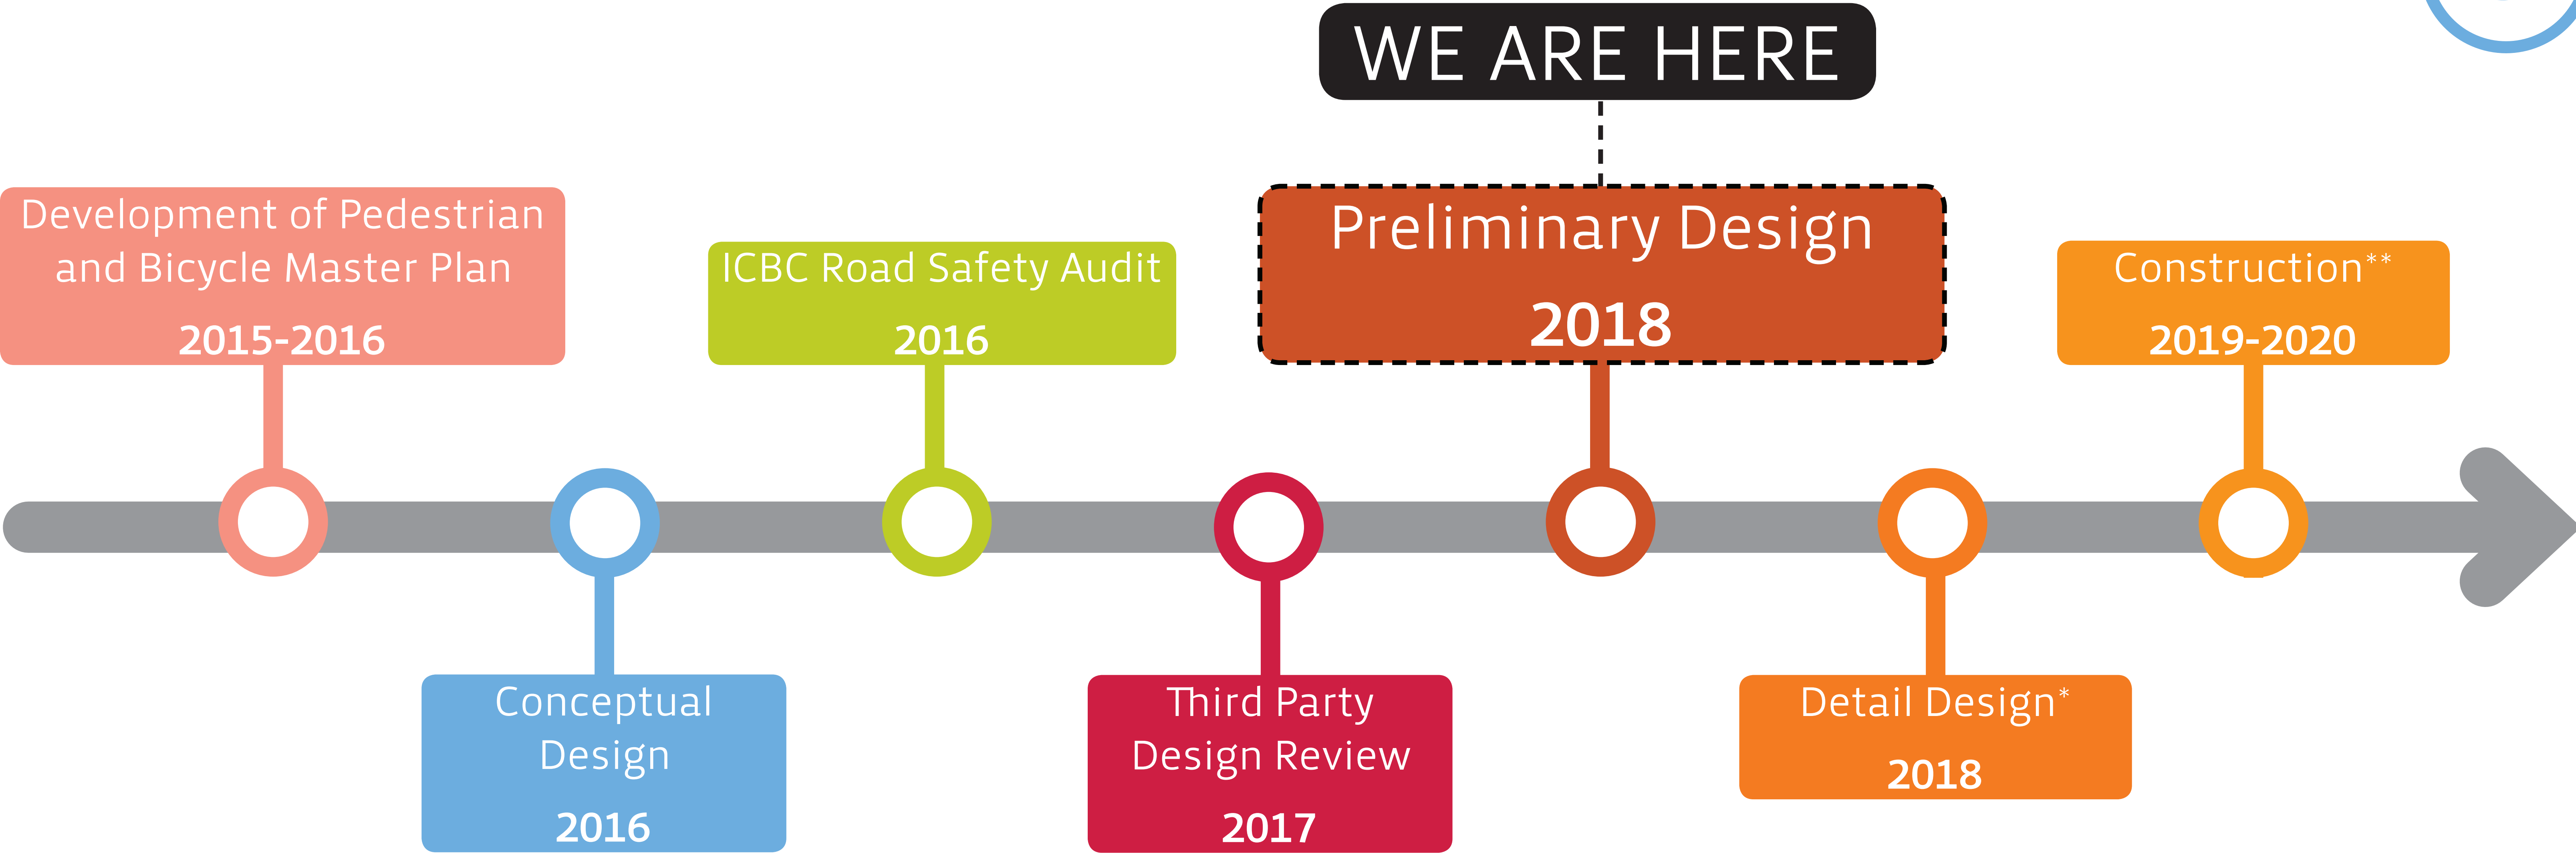 WE ARE HERE
Development of Pedestrian
and Bicycle Master Plan
2015-2016
Conceptual
Design
2016
ICBC Road Safety Audit
2016
Third Party
Design Review
2017
Preliminary Design
2018
Detail Design*
2018
Construction**
2019-2020